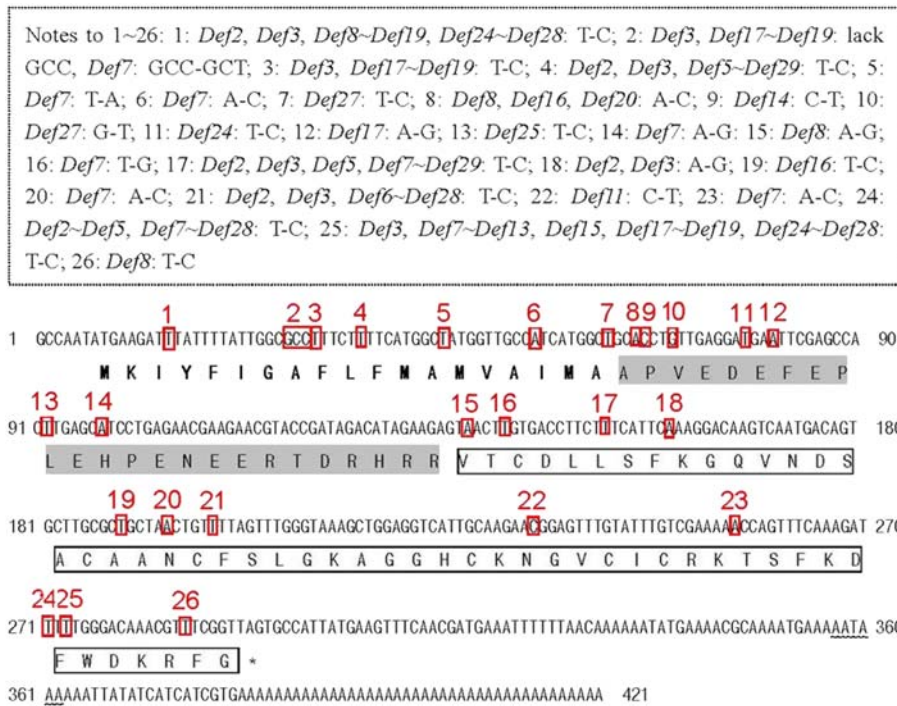 Notes to 1~26: 1: Def2, Def3, Def8~Def19, Def24~Def28: T-C; 2: Def3, Def17~Def19: lack
GCC, Def7: GCC-GCT; 3: Def3, Def17~Def19: T-C; 4: Def2, Def3, Def5~Def29: T-C; 5:
Def7: T-A; 6: Def7: A-C; 7: Def27: T-C; 8: Def8, Def16, Def20: A-C; 9: Def14: C-T; 10:
Def27: G-T; 11: Def24: T-C; 12: Def17: A-G; 13: Def25: T-C; 14: Def7: A-G: 15: Def8: A-G;
16: Def7: T-G; 17: Def2, Def3, Def5, Def7~Def29: T-C; 18: Def2, Def3: A-G; 19: Def16: T-C;
20: Def7: A-C; 21: Def2, Def3, Def6~Def28: T-C; 22: Def11: C-T; 23: Def7: A-C; 24:
Def2~Def5, Def7~Def28: T-C; 25: Def3, Def7~Def13, Def15, Def17~Def19, Def24~Def28:
T-C; 26: Def8: T-C
1 2 3 4 5 6 7 8 9 10 11 12
1 GCCAATATGAAGATTTATTTTATTGGCGCCTTTCTTTTCATGGCTATGGTTGCCATCATGGCTGCACCTGTTGAGGATGAATTCGAGCCA 90
M K I Y F I G A F L F M A M V A I M A A P V E D E F E P
13 14 15 16 17 18
91 CTTGAGCATCCTGAGAACGAAGAACGTACCGATAGACATAGAAGAGTAACTTGTGACCTTCTTTCATTCAAAGGACAAGTCAATGACAGT 180
L E H P E N E E R T D R H R R V T C D L L S F K G Q V N D S
19 20 21 22 23
181 GCTTGCGCTGCTAACTGTTTTAGTTTGGGTAAAGCTGGAGGTCATTGCAAGAACGGAGTTTGTATTTGTCGAAAAACCAGTTTCAAAGAT 270
A C A A N C F S L G K A G G H C K N G V C I C R K T S F K D
24 25 26
271 TTTTGGGACAAACGTTTCGGTTAGTGCCATTATGAAGTTTCAACGATGAAATTTTTTAACAAAAAATATGAAAACGCAAAATGAAAAAATA 360
F W D K R F G *
361 AAAAATTATATCATCATCGTGAAAAAAAAAAAAAAAAAAAAAAAAAAAAAAAAAAAAAAAA 421